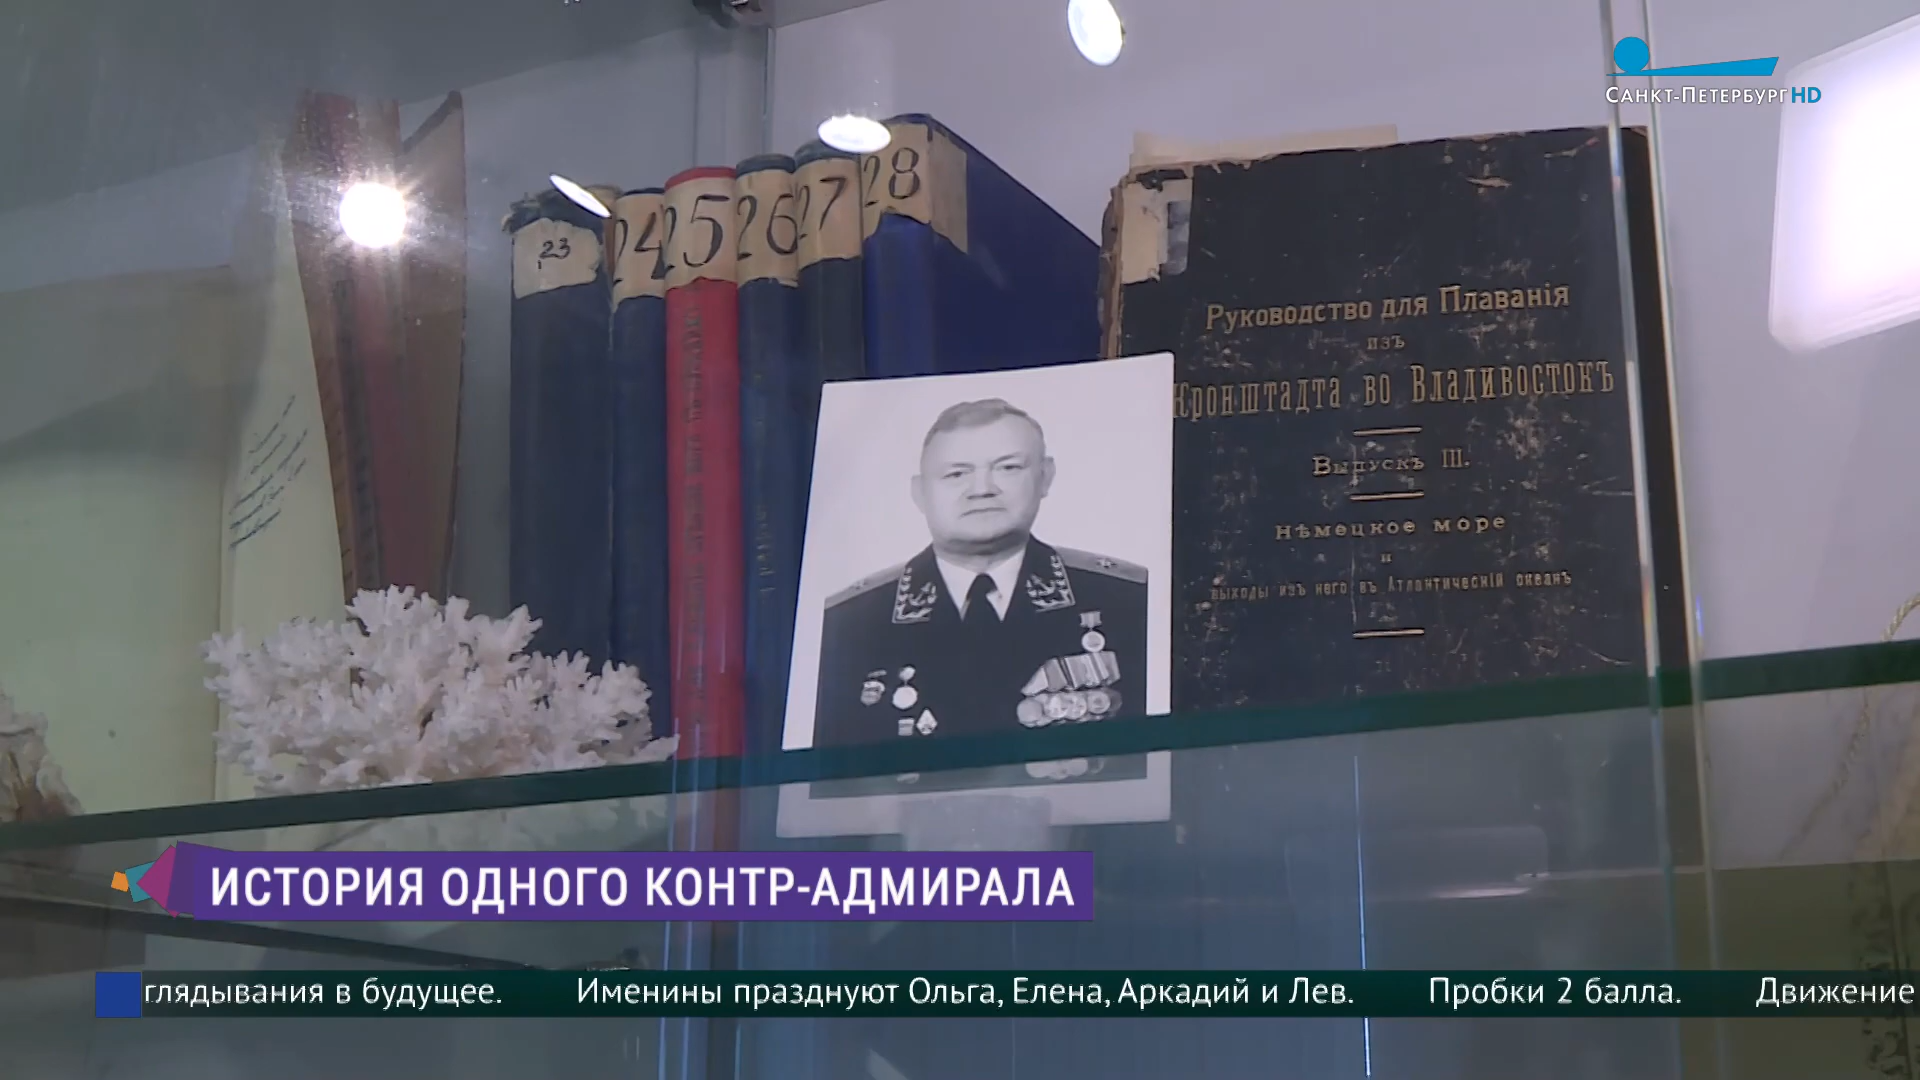 Санкт-Петербург HD
23
24
25
26
27
28
Руководство для Плаванія
изъ
Кронштадта во Владивостокъ
Выпускъ III.
Нѣмецкое море
и
выходы изъ него въ Атлантическій океанъ
ИСТОРИЯ ОДНОГО КОНТР-АДМИРАЛА
глядывания в будущее. Именины празднуют Ольга, Елена, Аркадий и Лев. Пробки 2 балла. Движение